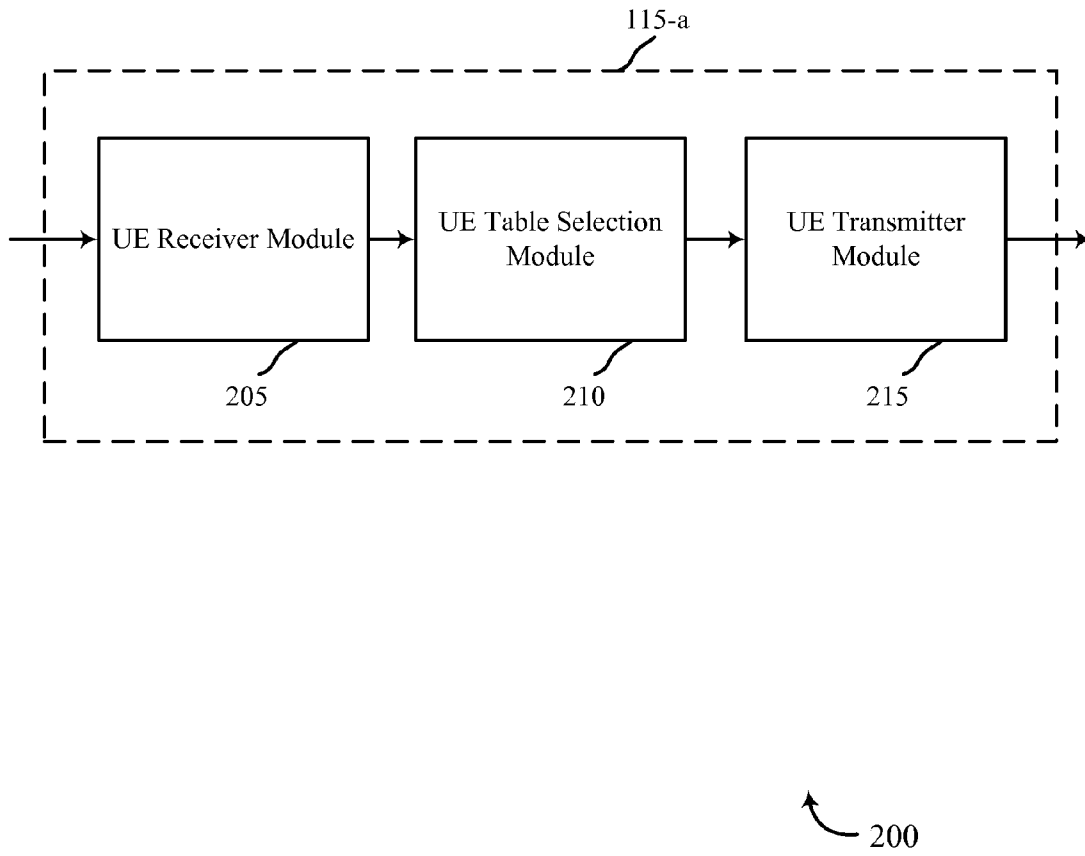 115-a
UE Receiver Module
UE Table Selection
Module
UE Transmitter
Module
205
210
215
200